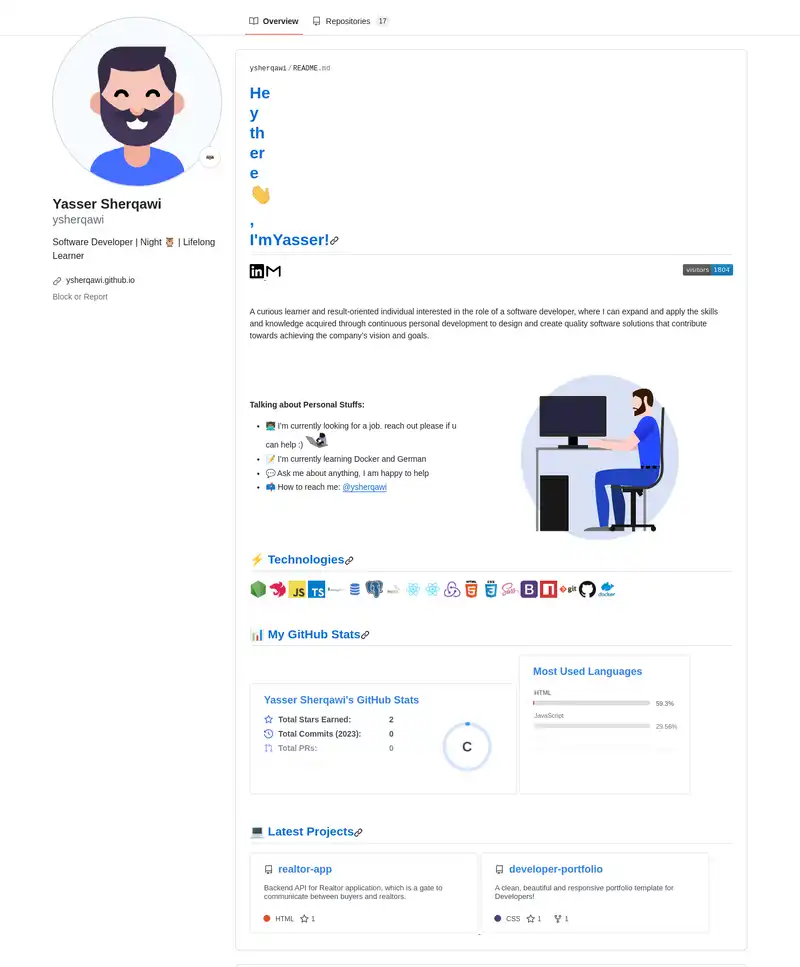 Overview Repositories 17
ysherqawi/README.md
He
y
th
er
e
👋
,
I'mYasser!
Yasser Sherqawi
ysherqawi
Software Developer | Night 🦉 | Lifelong
Learner
ysherqawi.github.io
Block or Report
in M
visitors 1804
A curious learner and result-oriented individual interested in the role of a software developer, where I can expand and apply the skills
and knowledge acquired through continuous personal development to design and create quality software solutions that contribute
towards achieving the company's vision and goals.
Talking about Personal Stuffs:
• 👨🏽‍💻 I'm currently looking for a job. reach out please if u
can help :)
• 📝 I'm currently learning Docker and German
• 💬 Ask me about anything, I am happy to help
• 📫 How to reach me: @ysherqawi
⚡ Technologies
JS TS HTML CSS Sass B git docker
📊 My GitHub Stats
Most Used Languages
HTML
59.3%
JavaScript
29.56%
Yasser Sherqawi's GitHub Stats
Total Stars Earned: 2
Total Commits (2023): 0
Total PRs: 0
C
💻 Latest Projects
realtor-app
Backend API for Realtor application, which is a gate to
communicate between buyers and realtors.
HTML 1
developer-portfolio
A clean, beautiful and responsive portfolio template for
Developers!
CSS 1 1